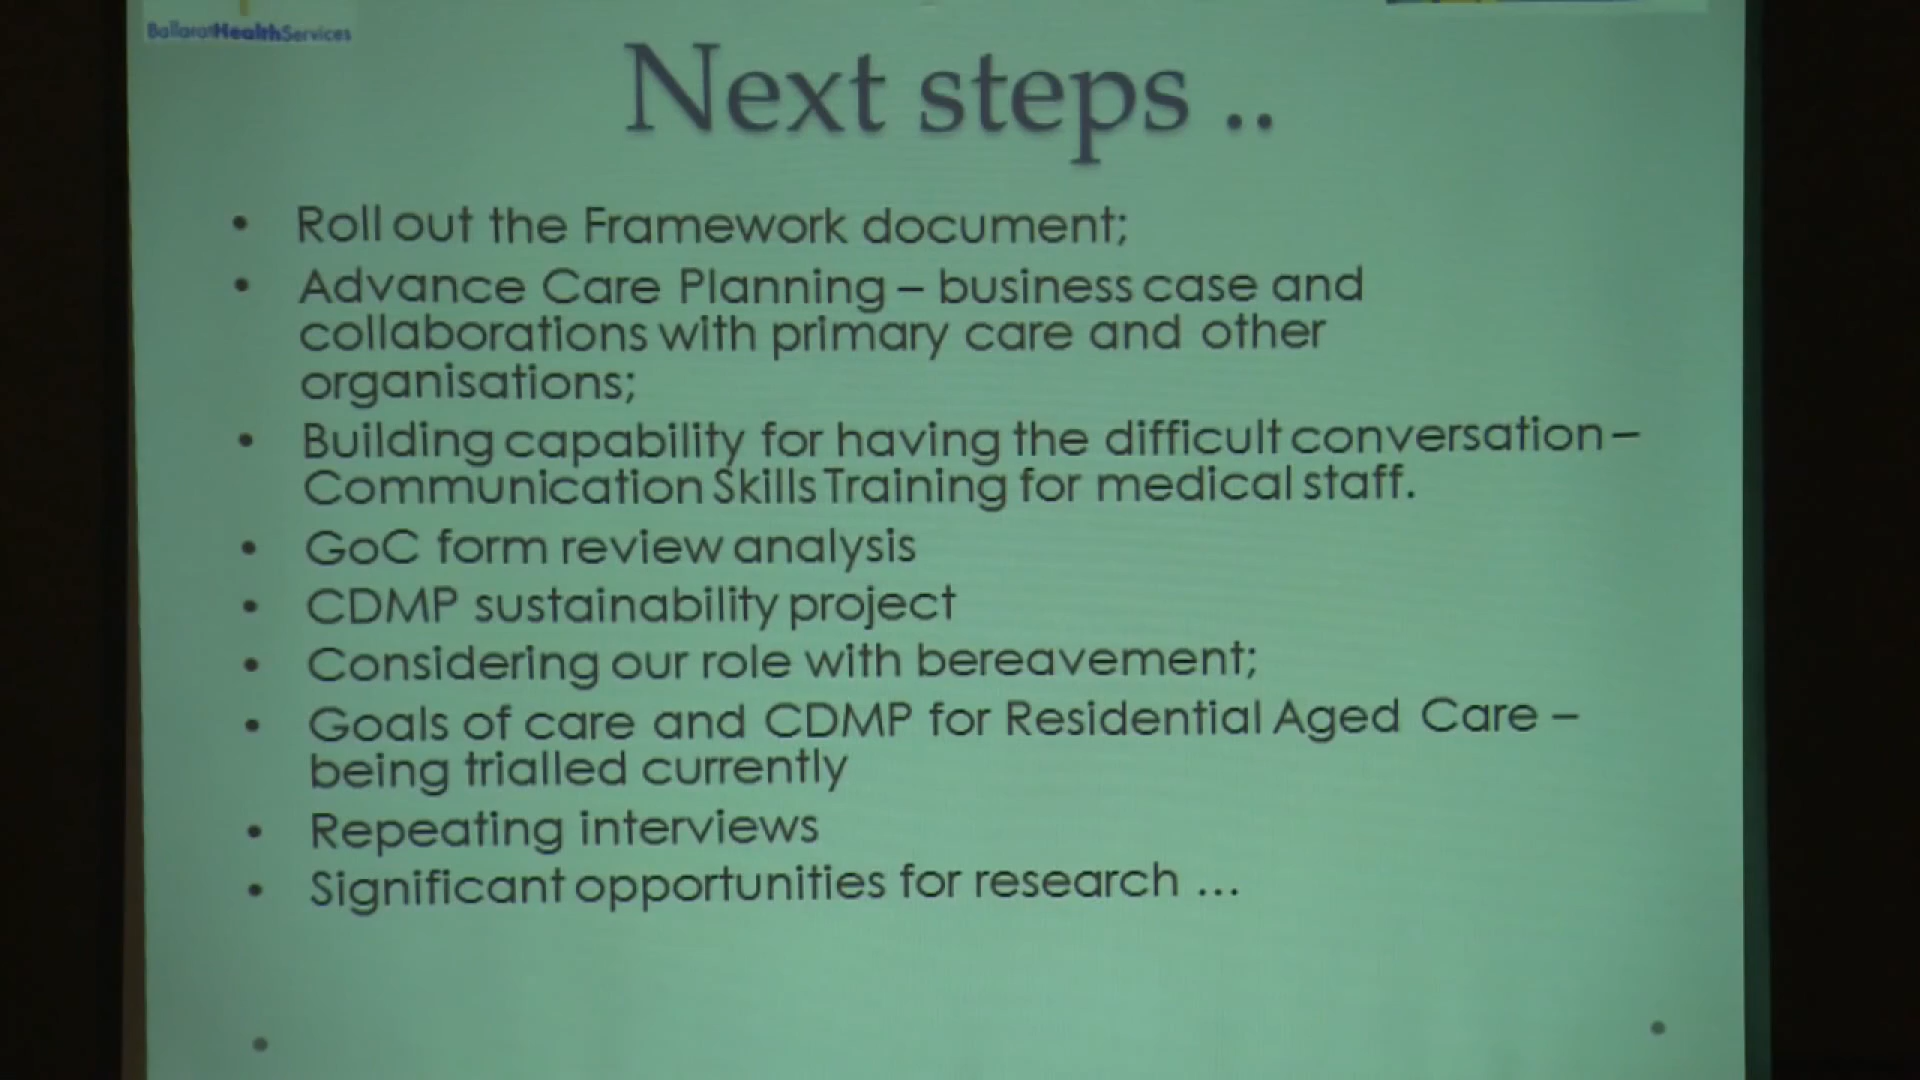 BallaratHealthServices
Next steps ..
• Roll out the Framework document;
• Advance Care Planning – business case and
collaborations with primary care and other
organisations;
• Building capability for having the difficult conversation –
Communication Skills Training for medical staff.
• GoC form review analysis
• CDMP sustainability project
• Considering our role with bereavement;
• Goals of care and CDMP for Residential Aged Care –
being trialled currently
• Repeating interviews
• Significant opportunities for research ...